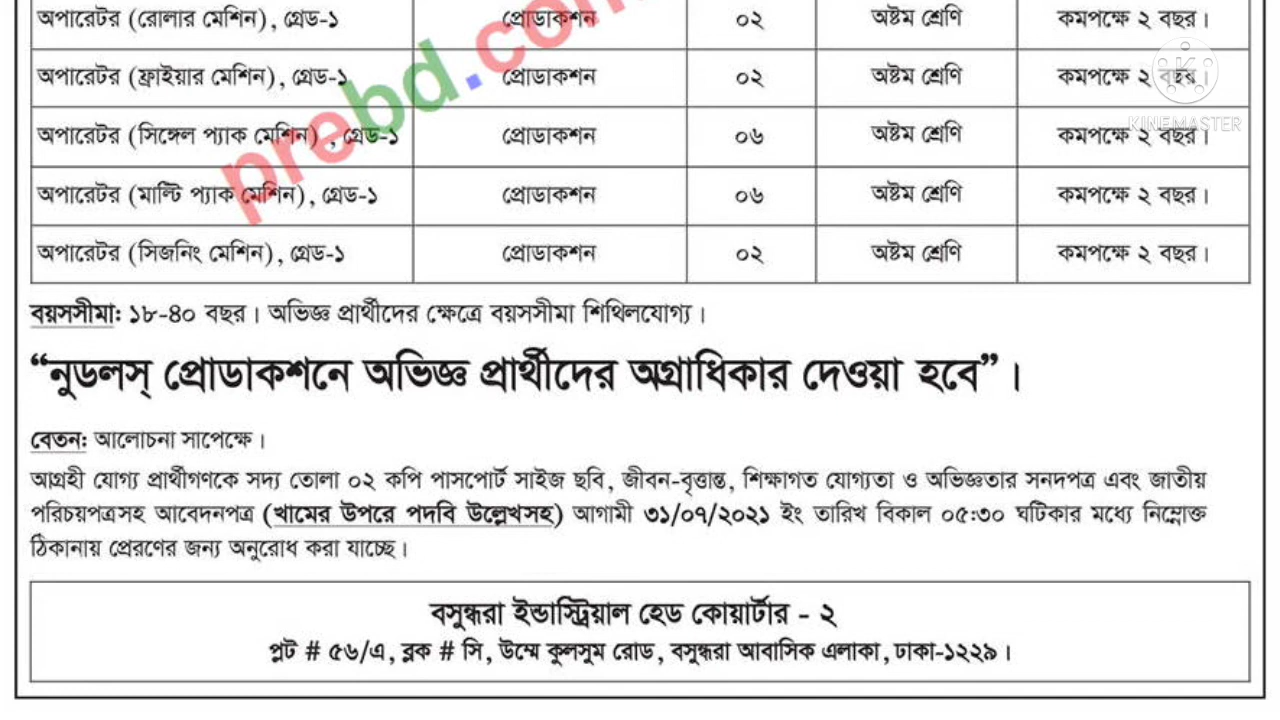 অপারেটর (রোলার মেশিন), গ্রেড-১ প্রোডাকশন ০২ অষ্টম শ্রেণি কমপক্ষে ২ বছর।
অপারেটর (ফ্রাইয়ার মেশিন), গ্রেড-১ প্রোডাকশন ০২ অষ্টম শ্রেণি কমপক্ষে ২ বছর।
অপারেটর (সিঙ্গেল প্যাক মেশিন), গ্রেড-১ প্রোডাকশন ০৬ অষ্টম শ্রেণি কমপক্ষে ২ বছর।
অপারেটর (মাল্টি প্যাক মেশিন), গ্রেড-১ প্রোডাকশন ০৬ অষ্টম শ্রেণি কমপক্ষে ২ বছর।
অপারেটর (সিজনিং মেশিন), গ্রেড-১ প্রোডাকশন ০২ অষ্টম শ্রেণি কমপক্ষে ২ বছর।
prebd.com
Ki
KINEMASTER
বয়সসীমা: ১৮-৪০ বছর। অভিজ্ঞ প্রার্থীদের ক্ষেত্রে বয়সসীমা শিথিলযোগ্য।
“নুডলস্ প্রোডাকশনে অভিজ্ঞ প্রার্থীদের অগ্রাধিকার দেওয়া হবে”।
বেতন: আলোচনা সাপেক্ষে।
আগ্রহী যোগ্য প্রার্থীগণকে সদ্য তোলা ০২ কপি পাসপোর্ট সাইজ ছবি, জীবন-বৃত্তান্ত, শিক্ষাগত যোগ্যতা ও অভিজ্ঞতার সনদপত্র এবং জাতীয়
পরিচয়পত্রসহ আবেদনপত্র (খামের উপরে পদবি উল্লেখসহ) আগামী ৩১/০৭/২০২১ ইং তারিখ বিকাল ০৫:৩০ ঘটিকার মধ্যে নিম্নোক্ত
ঠিকানায় প্রেরণের জন্য অনুরোধ করা যাচ্ছে।
বসুন্ধরা ইন্ডাস্ট্রিয়াল হেড কোয়ার্টার - ২
প্লট # ৫৬/এ, ব্লক # সি, উম্মে কুলসুম রোড, বসুন্ধরা আবাসিক এলাকা, ঢাকা-১২২৯।